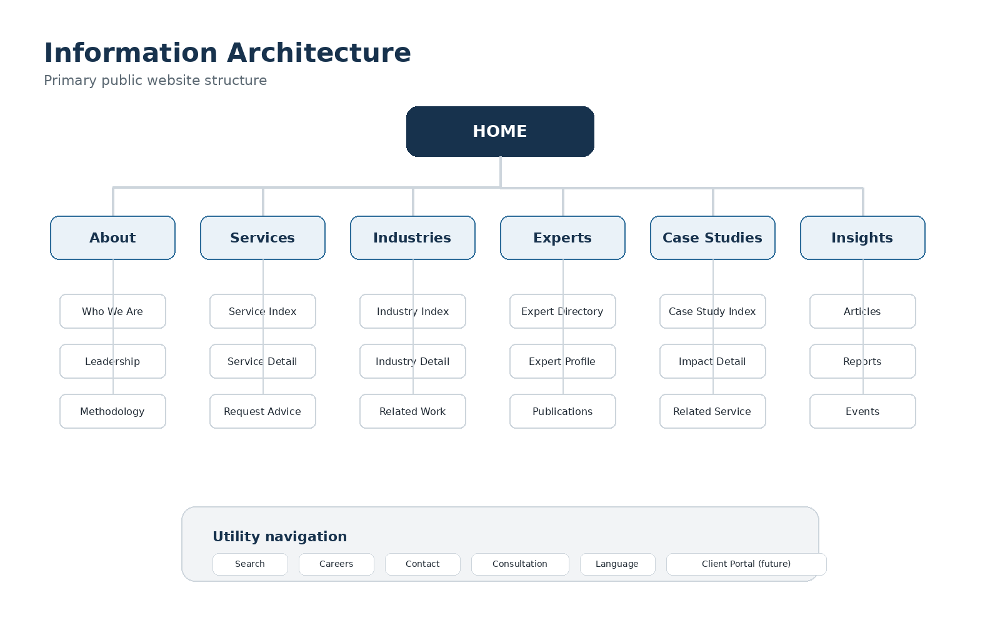 Information Architecture
Primary public website structure
HOME
About
Services
Industries
Experts
Case Studies
Insights
Who We Are
Service Index
Industry Index
Expert Directory
Case Study Index
Articles
Leadership
Service Detail
Industry Detail
Expert Profile
Impact Detail
Reports
Methodology
Request Advice
Related Work
Publications
Related Service
Events
Utility navigation
Search
Careers
Contact
Consultation
Language
Client Portal (future)